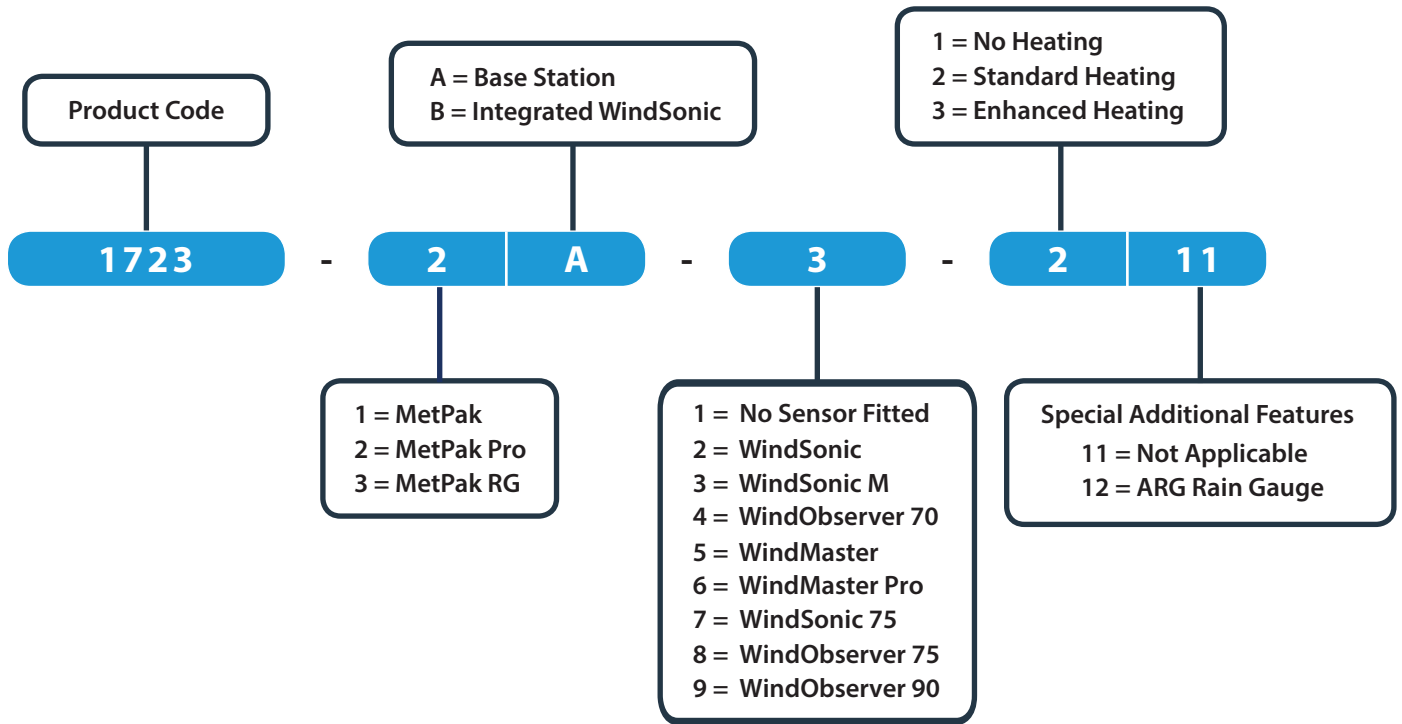 Product Code
A = Base Station
B = Integrated WindSonic
1 = No Heating
2 = Standard Heating
3 = Enhanced Heating
1723 - 2 A - 3 - 2 11
1 = MetPak
2 = MetPak Pro
3 = MetPak RG
1 = No Sensor Fitted
2 = WindSonic
3 = WindSonic M
4 = WindObserver 70
5 = WindMaster
6 = WindMaster Pro
7 = WindSonic 75
8 = WindObserver 75
9 = WindObserver 90
Special Additional Features
11 = Not Applicable
12 = ARG Rain Gauge